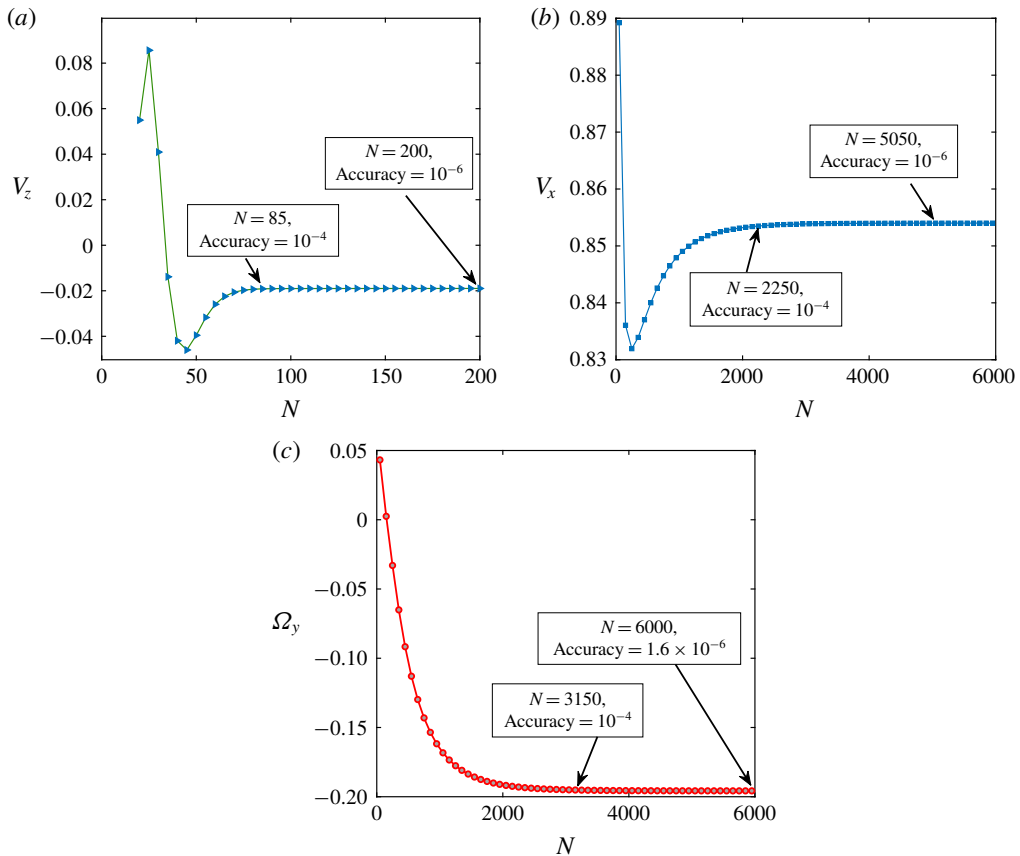 (a)
0.08
0.06
0.04
0.02
0
−0.02
−0.04
V_z
N = 200,
Accuracy = 10⁻⁶
N = 85,
Accuracy = 10⁻⁴
0 50 100 150 200
N
(b)
0.89
0.88
0.87
0.86
0.85
0.84
0.83
V_x
N = 5050,
Accuracy = 10⁻⁶
N = 2250,
Accuracy = 10⁻⁴
0 2000 4000 6000
N
(c)
0.05
0
−0.05
−0.10
−0.15
−0.20
Ω_y
N = 6000,
Accuracy = 1.6 × 10⁻⁶
N = 3150,
Accuracy = 10⁻⁴
0 2000 4000 6000
N